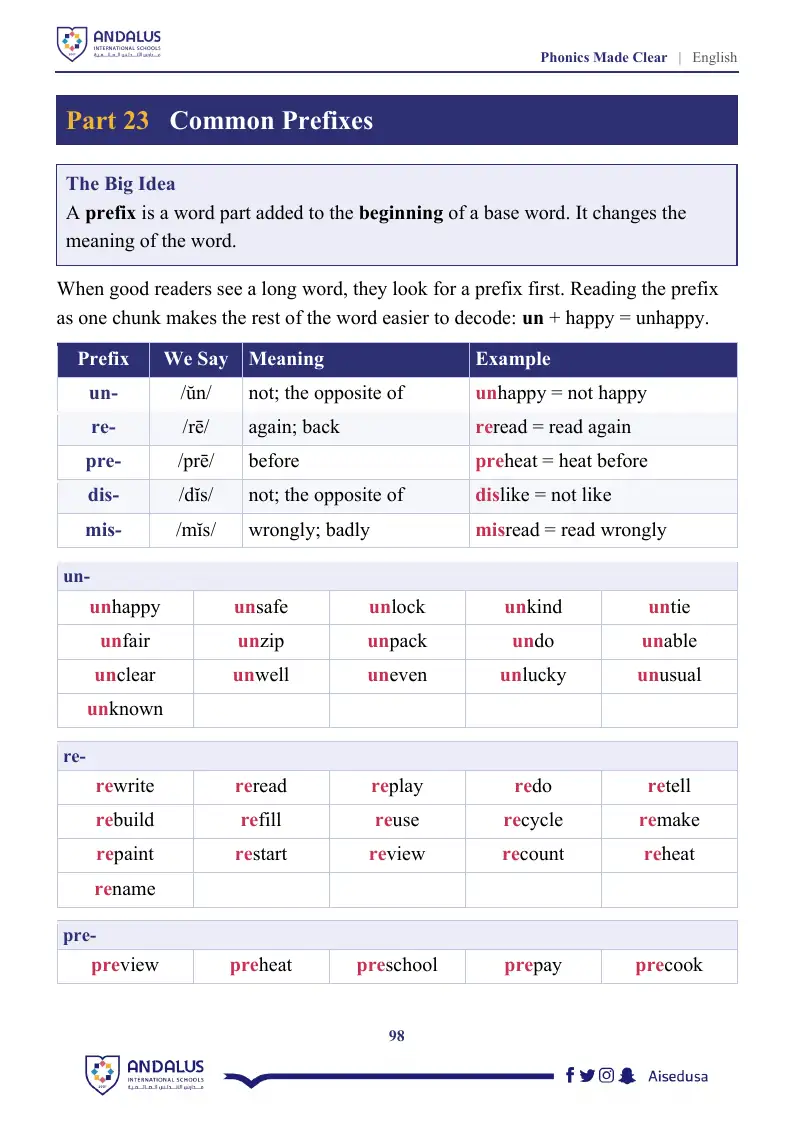 ANDALUS
INTERNATIONAL SCHOOLS
مدارس الأندلس العالمية
Phonics Made Clear | English
Part 23 Common Prefixes
The Big Idea
A prefix is a word part added to the beginning of a base word. It changes the
meaning of the word.
When good readers see a long word, they look for a prefix first. Reading the prefix
as one chunk makes the rest of the word easier to decode: un + happy = unhappy.
Prefix We Say Meaning Example
un- /ŭn/ not; the opposite of unhappy = not happy
re- /rē/ again; back reread = read again
pre- /prē/ before preheat = heat before
dis- /dĭs/ not; the opposite of dislike = not like
mis- /mĭs/ wrongly; badly misread = read wrongly
un-
unhappy unsafe unlock unkind untie
unfair unzip unpack undo unable
unclear unwell uneven unlucky unusual
unknown
re-
rewrite reread replay redo retell
rebuild refill reuse recycle remake
repaint restart review recount reheat
rename
pre-
preview preheat preschool prepay precook
98
ANDALUS
INTERNATIONAL SCHOOLS
مدارس الأندلس العالمية
Aisedusa